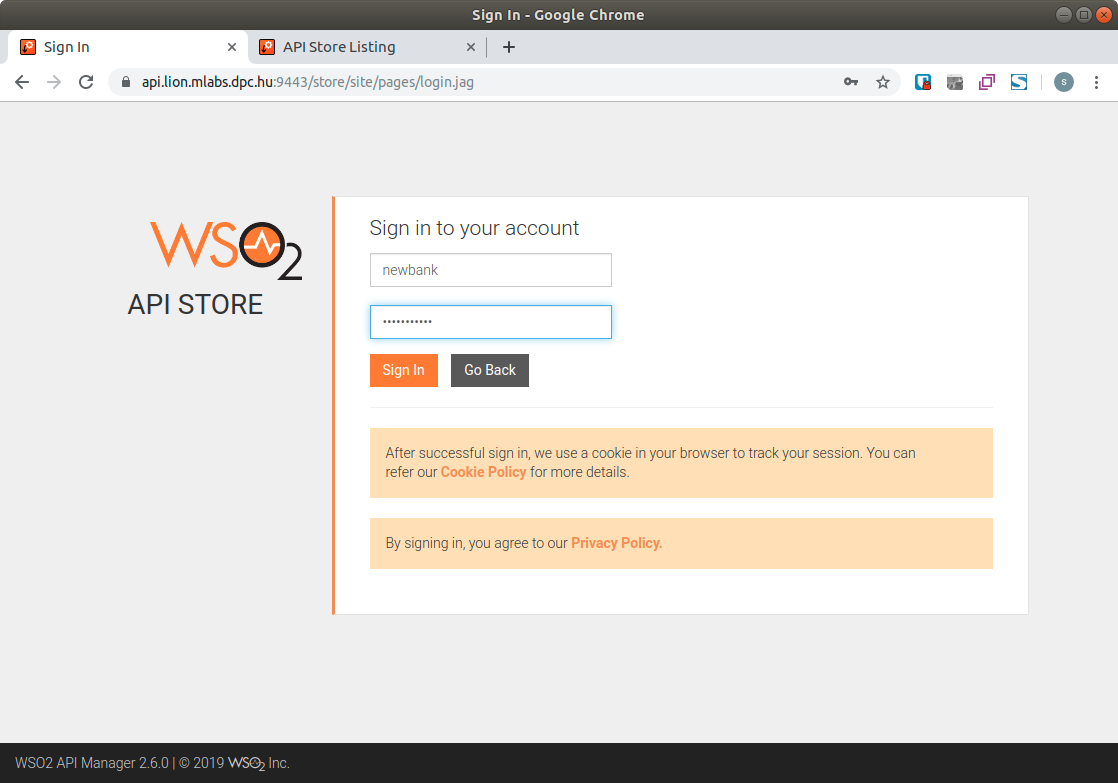 Sign In - Google Chrome
Sign In
API Store Listing
api.lion.mlabs.dpc.hu:9443/store/site/pages/login.jag
s
WSO2
API STORE
Sign in to your account
newbank
•••••••••••
Sign In
Go Back
After successful sign in, we use a cookie in your browser to track your session. You can
refer our Cookie Policy for more details.
By signing in, you agree to our Privacy Policy.
WSO2 API Manager 2.6.0 | © 2019 WSO2 Inc.